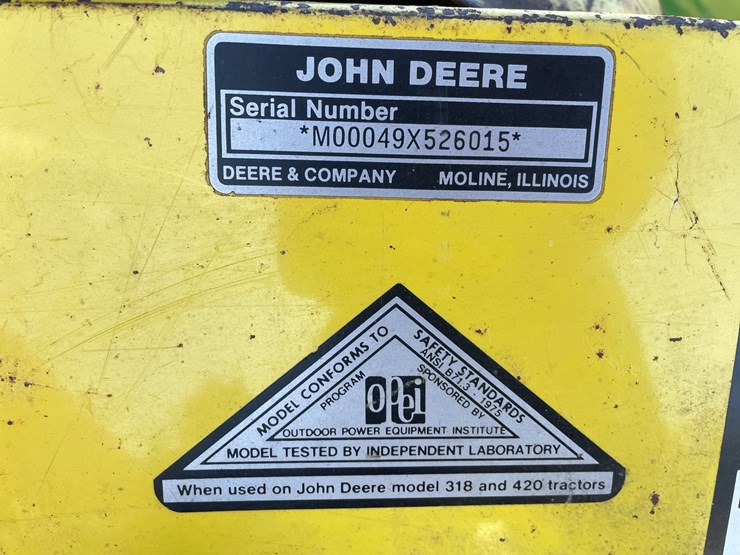 JOHN DEERE
Serial Number
*M00049X526015*
DEERE & COMPANY MOLINE, ILLINOIS
MODEL CONFORMS TO SAFETY STANDARDS
PROGRAM ANSI B71.3 - 1975 SPONSORED BY
opei
OUTDOOR POWER EQUIPMENT INSTITUTE
MODEL TESTED BY INDEPENDENT LABORATORY
When used on John Deere model 318 and 420 tractors